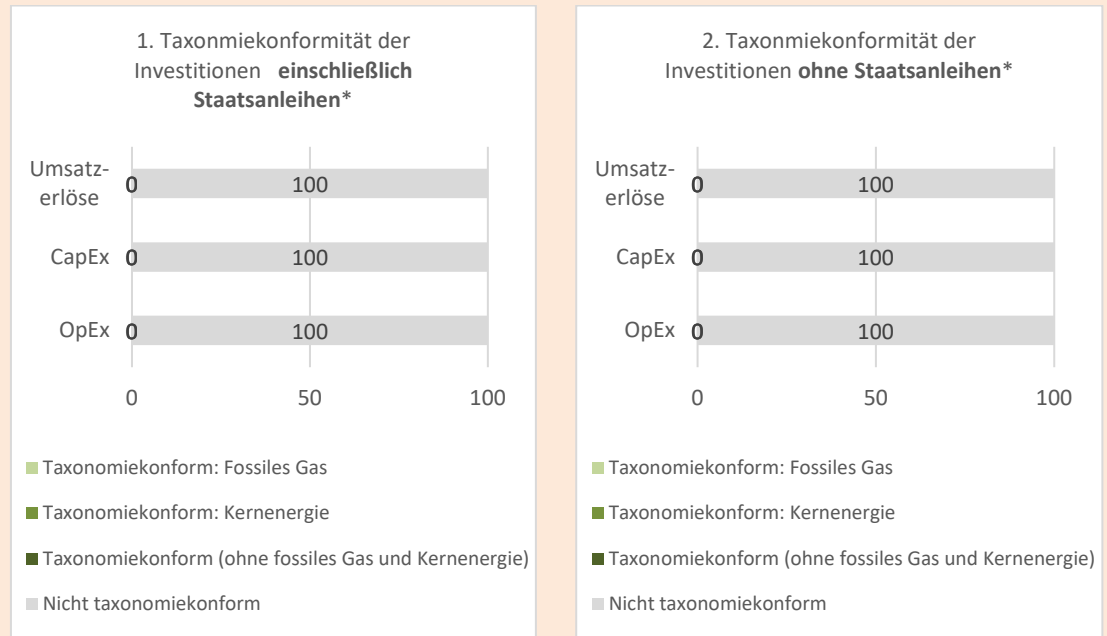 1. Taxonmiekonformität der
Investitionen einschließlich
Staatsanleihen*
Umsatz-
erlöse
0
100
CapEx
0
100
OpEx
0
100
0
50
100
Taxonomiekonform: Fossiles Gas
Taxonomiekonform: Kernenergie
Taxonomiekonform (ohne fossiles Gas und Kernenergie)
Nicht taxonomiekonform
2. Taxonmiekonformität der
Investitionen ohne Staatsanleihen*
Umsatz-
erlöse
0
100
CapEx
0
100
OpEx
0
100
0
50
100
Taxonomiekonform: Fossiles Gas
Taxonomiekonform: Kernenergie
Taxonomiekonform (ohne fossiles Gas und Kernenergie)
Nicht taxonomiekonform